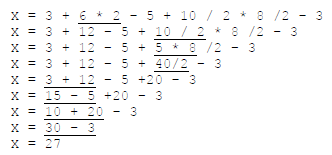 x = 3 + 6 * 2 - 5 + 10 / 2 * 8 /2 - 3
x = 3 + 12 - 5 + 10 / 2 * 8 /2 - 3
x = 3 + 12 - 5 + 5 * 8 /2 - 3
x = 3 + 12 - 5 + 40/2 - 3
x = 3 + 12 - 5 +20 - 3
x = 15 - 5 +20 - 3
x = 10 + 20 - 3
x = 30 - 3
x = 27